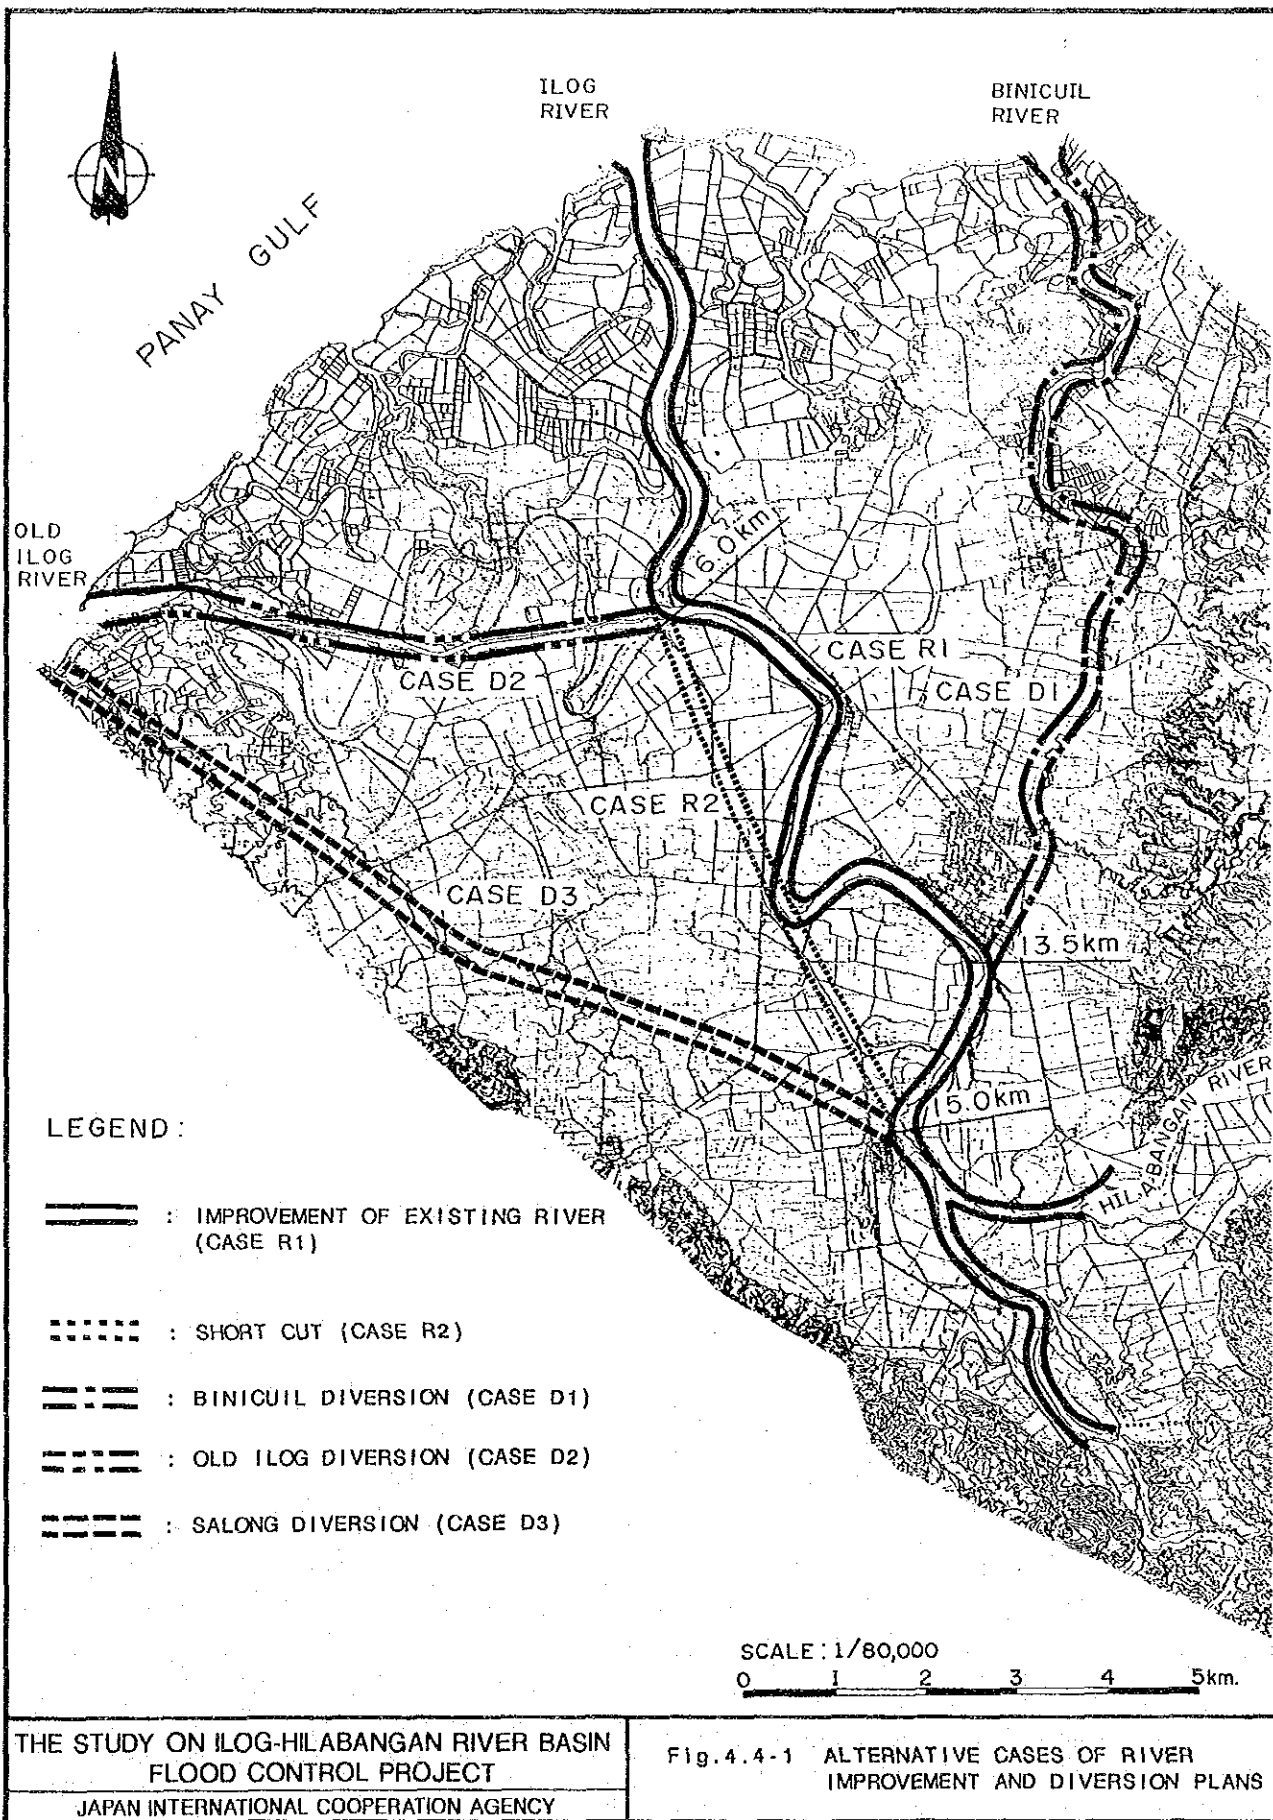 ILOG
RIVER
BINICUIL
RIVER
N
PANAY GULF
OLD
ILOG
RIVER
6.0km
CASE R1
CASE D1
CASE D2
CASE R2
CASE D3
13.5km
15.0km
HILABANGAN RIVER
LEGEND:
: IMPROVEMENT OF EXISTING RIVER
(CASE R1)
: SHORT CUT (CASE R2)
: BINICUIL DIVERSION (CASE D1)
: OLD ILOG DIVERSION (CASE D2)
: SALONG DIVERSION (CASE D3)
SCALE: 1/80,000
0 1 2 3 4 5km.
THE STUDY ON ILOG-HILABANGAN RIVER BASIN
FLOOD CONTROL PROJECT
JAPAN INTERNATIONAL COOPERATION AGENCY
Fig.4.4-1 ALTERNATIVE CASES OF RIVER
IMPROVEMENT AND DIVERSION PLANS